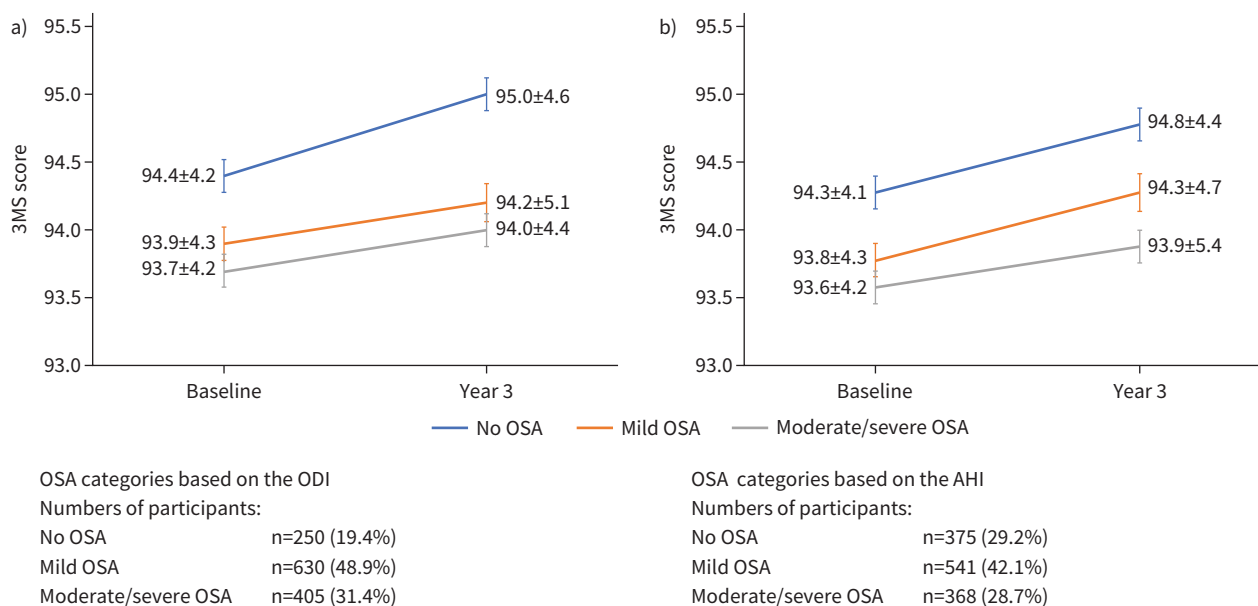 a)
95.5
95.0
94.5
94.0
93.5
93.0
3MS score
94.4±4.2
93.9±4.3
93.7±4.2
95.0±4.6
94.2±5.1
94.0±4.4
Baseline
Year 3
b)
95.5
95.0
94.5
94.0
93.5
93.0
3MS score
94.3±4.1
93.8±4.3
93.6±4.2
94.8±4.4
94.3±4.7
93.9±5.4
Baseline
Year 3
No OSA
Mild OSA
Moderate/severe OSA
OSA categories based on the ODI
Numbers of participants:
No OSA n=250 (19.4%)
Mild OSA n=630 (48.9%)
Moderate/severe OSA n=405 (31.4%)
OSA categories based on the AHI
Numbers of participants:
No OSA n=375 (29.2%)
Mild OSA n=541 (42.1%)
Moderate/severe OSA n=368 (28.7%)